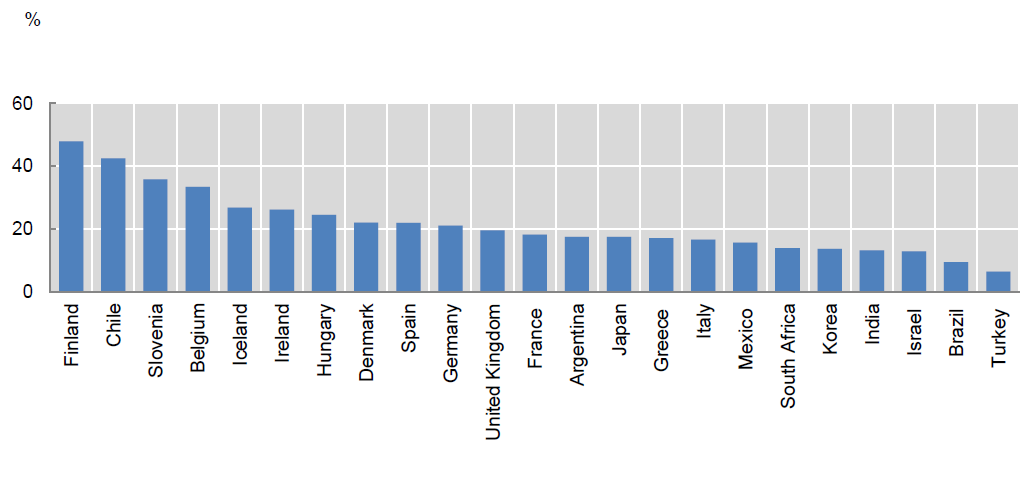 %
60
40
20
0
Finland
Chile
Slovenia
Belgium
Iceland
Ireland
Hungary
Denmark
Spain
Germany
United Kingdom
France
Argentina
Japan
Greece
Italy
Mexico
South Africa
Korea
India
Israel
Brazil
Turkey